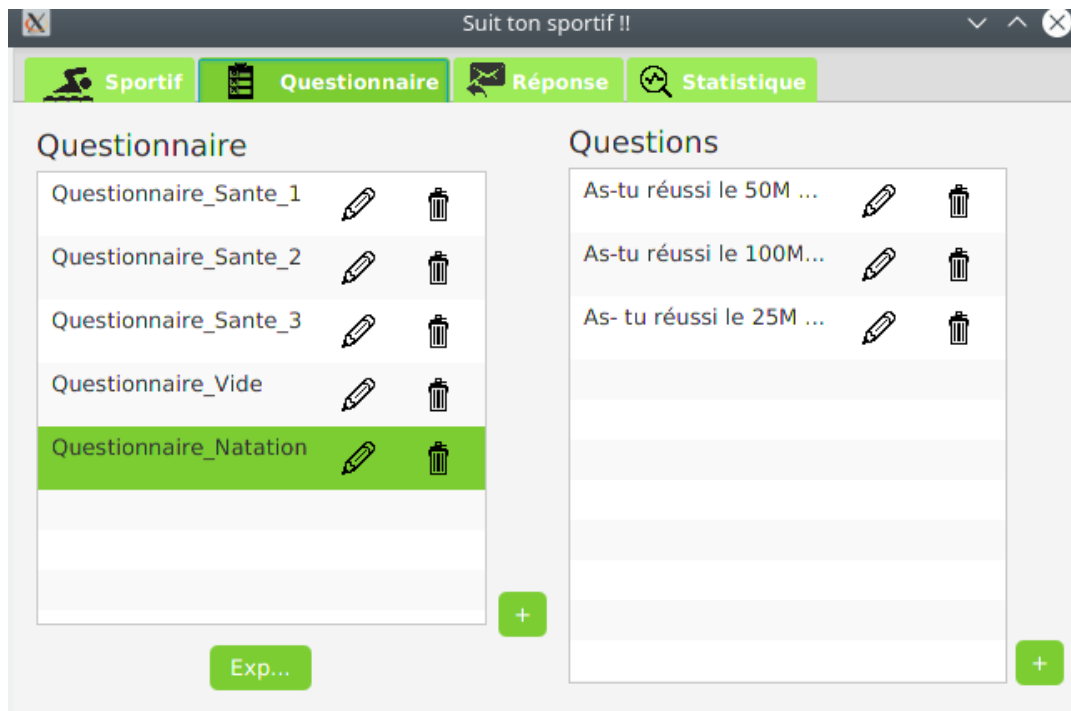 Suit ton sportif !!
Sportif
Questionnaire
Réponse
Statistique
Questionnaire
Questionnaire_Sante_1
Questionnaire_Sante_2
Questionnaire_Sante_3
Questionnaire_Vide
Questionnaire_Natation
+
Exp...
Questions
As-tu réussi le 50M ...
As-tu réussi le 100M...
As- tu réussi le 25M ...
+